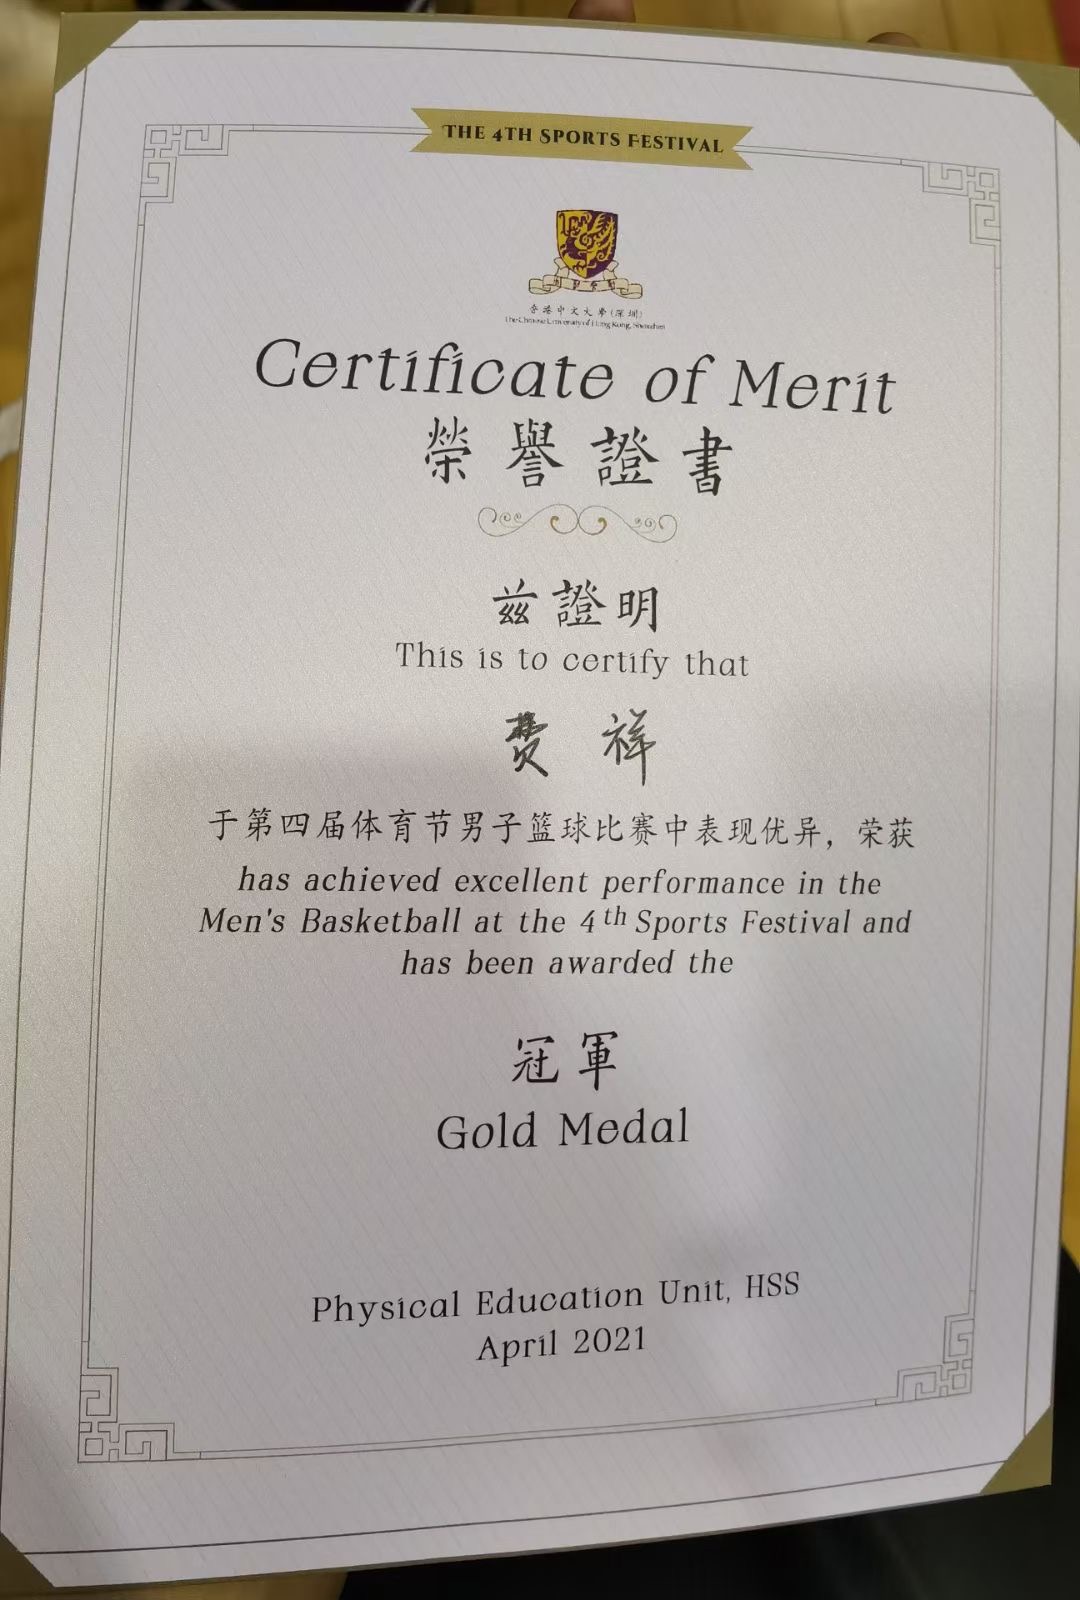 THE 4TH SPORTS FESTIVAL
香港中文大學(深圳)
The Chinese University of Hong Kong, Shenzhen
Certificate of Merit
榮譽證書
茲證明
This is to certify that
费祥
于第四届体育节男子篮球比赛中表现优异，荣获
has achieved excellent performance in the
Men's Basketball at the 4th Sports Festival and
has been awarded the
冠軍
Gold Medal
Physical Education Unit, HSS
April 2021